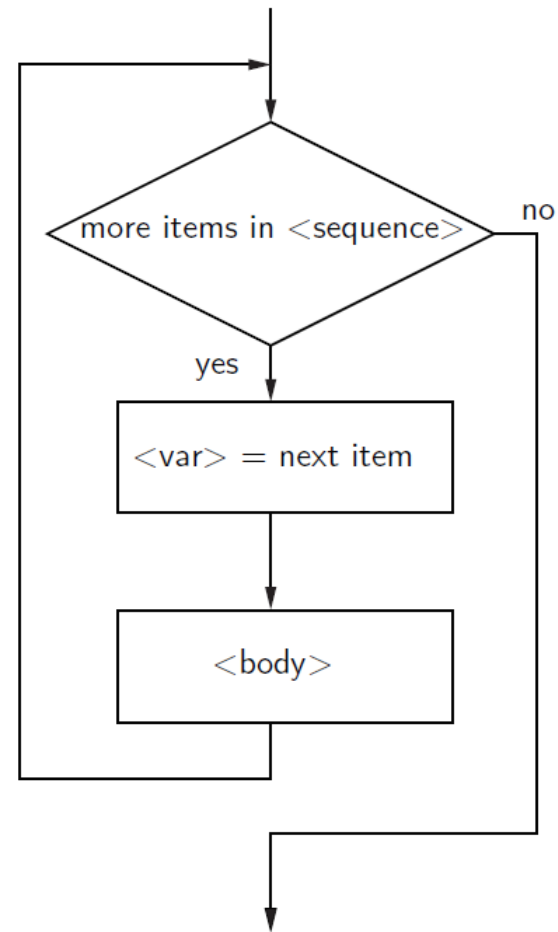 more items in <sequence>
no
yes
<var> = next item
<body>